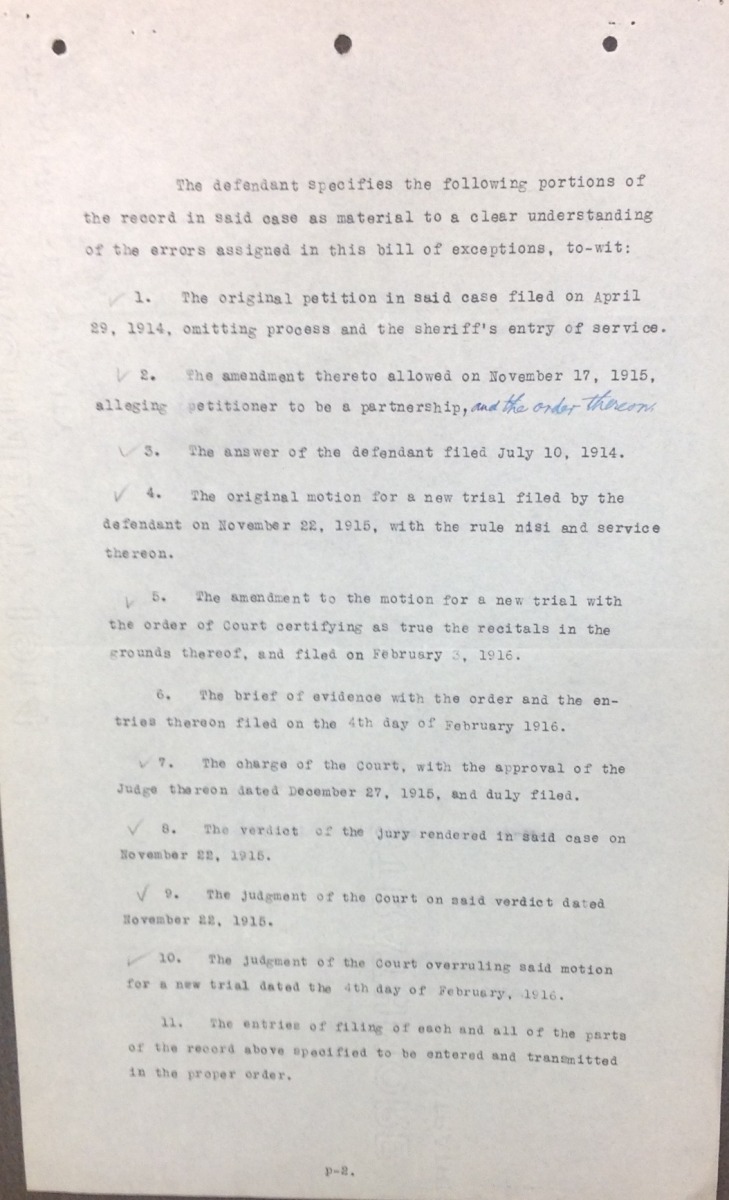 The defendant specifies the following portions of
the record in said case as material to a clear understanding
of the errors assigned in this bill of exceptions, to-wit:
✓ 1. The original petition in said case filed on April
29, 1914, omitting process and the sheriff's entry of service.
✓ 2. The amendment thereto allowed on November 17, 1915,
alleging petitioner to be a partnership, and the order thereon.
✓ 3. The answer of the defendant filed July 10, 1914.
✓ 4. The original motion for a new trial filed by the
defendant on November 22, 1915, with the rule nisi and service
thereon.
✓ 5. The amendment to the motion for a new trial with
the order of Court certifying as true the recitals in the
grounds thereof, and filed on February 3, 1916.
6. The brief of evidence with the order and the en-
tries thereon filed on the 4th day of February 1916.
✓ 7. The charge of the Court, with the approval of the
Judge thereon dated December 27, 1915, and duly filed.
✓ 8. The verdict of the jury rendered in said case on
November 22, 1915.
✓ 9. The judgment of the Court on said verdict dated
November 22, 1915.
✓ 10. The judgment of the Court overruling said motion
for a new trial dated the 4th day of February, 1916.
11. The entries of filing of each and all of the parts
of the record above specified to be entered and transmitted
in the proper order.
p-2.